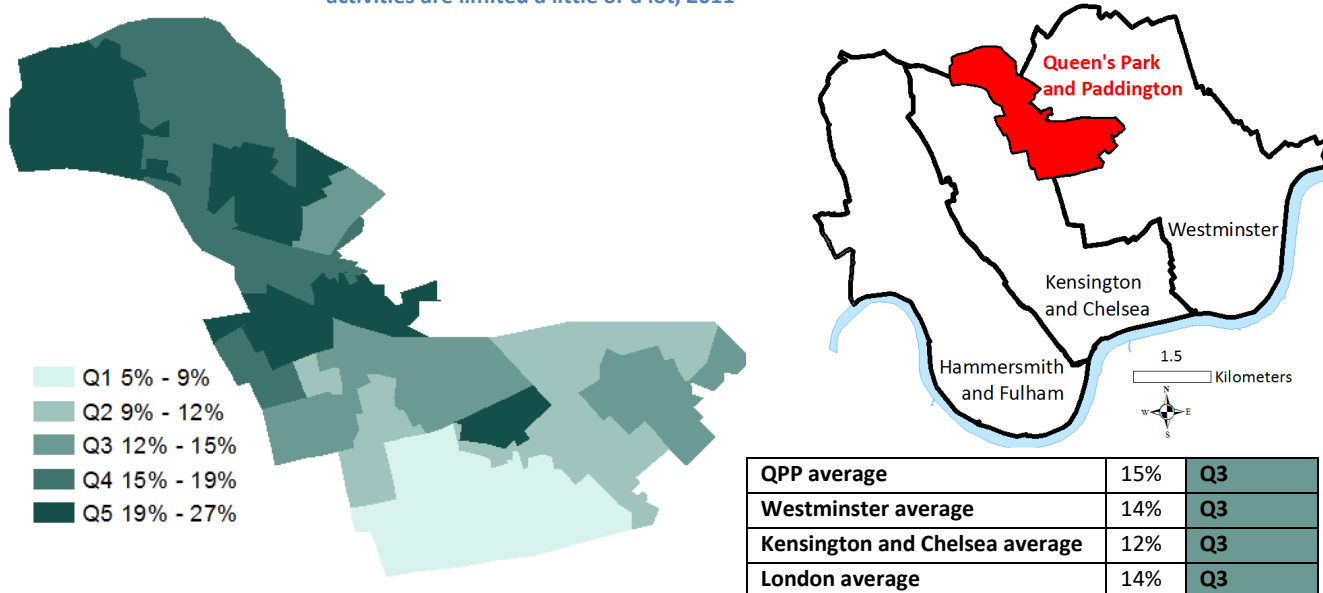 activities are limited a little or a lot, 2011
Queen's Park
and Paddington
Westminster
Kensington
and Chelsea
Hammersmith
and Fulham
1.5
Kilometers
N
W E
S
Q1 5% - 9%
Q2 9% - 12%
Q3 12% - 15%
Q4 15% - 19%
Q5 19% - 27%
QPP average 15% Q3
Westminster average 14% Q3
Kensington and Chelsea average 12% Q3
London average 14% Q3